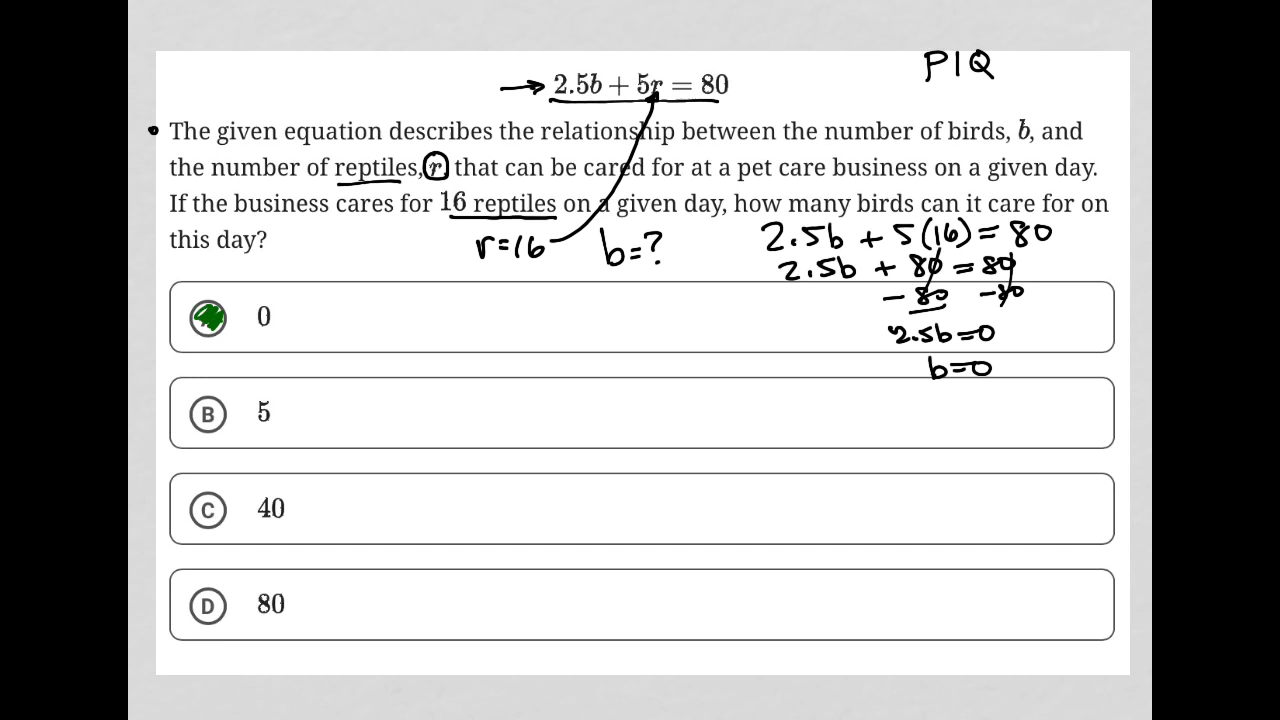 PIQ
2.5b + 5r = 80
The given equation describes the relationship between the number of birds, b, and
the number of reptiles, r, that can be cared for at a pet care business on a given day.
If the business cares for 16 reptiles on a given day, how many birds can it care for on
this day?
r=16 b=?
2.5b + 5(16) = 80
2.5b + 80 = 80
- 80 -80
2.5b=0
b=0
0
B 5
C 40
D 80